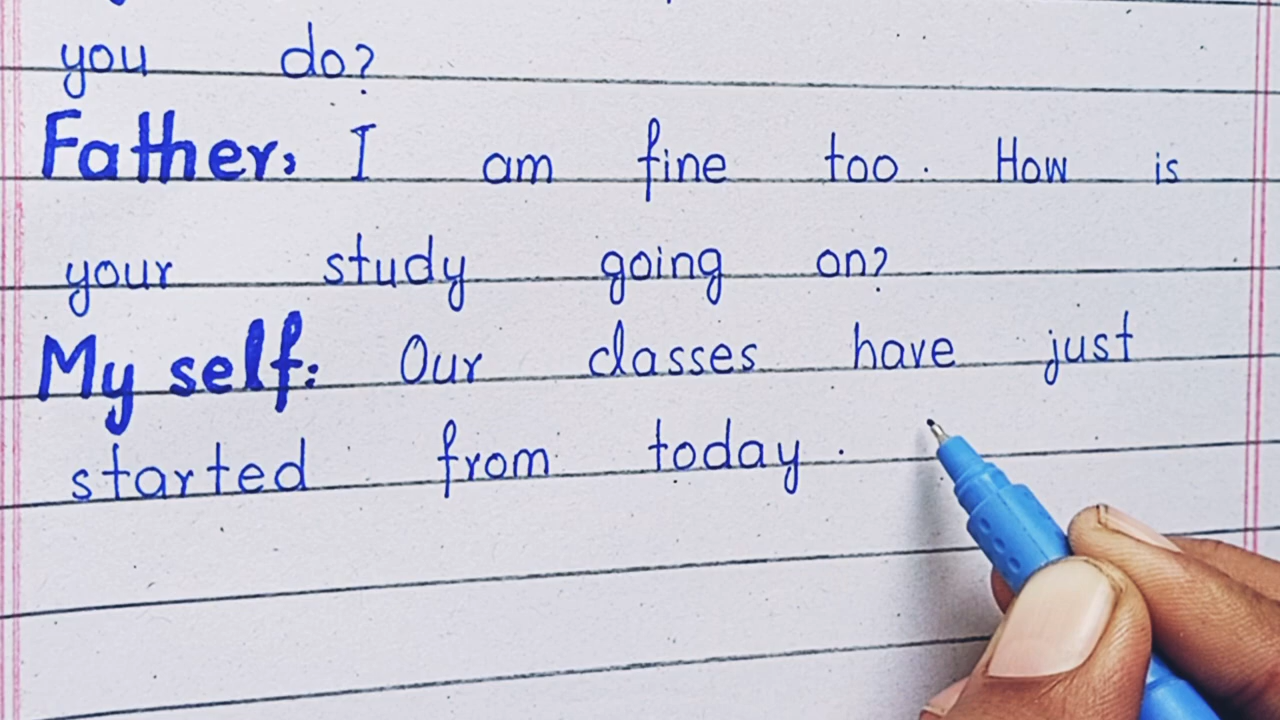 you do?
Father, I am fine too. How is
your study going on?
My self: Our classes have just
started from today.